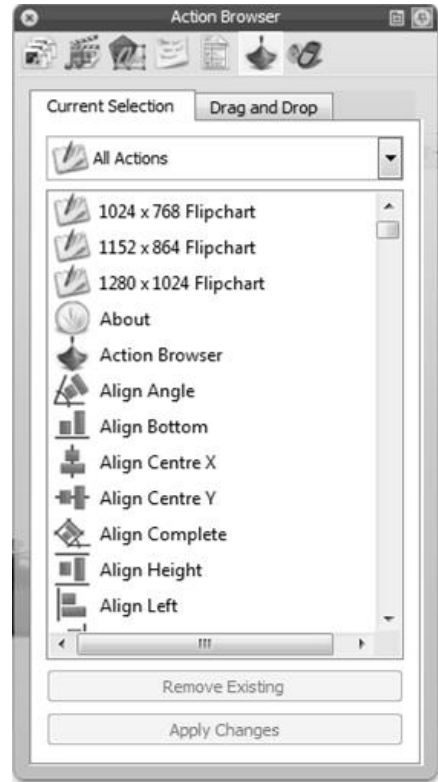 Action Browser
Current Selection Drag and Drop
All Actions
1024 x 768 Flipchart
1152 x 864 Flipchart
1280 x 1024 Flipchart
About
Action Browser
Align Angle
Align Bottom
Align Centre X
Align Centre Y
Align Complete
Align Height
Align Left
Remove Existing
Apply Changes